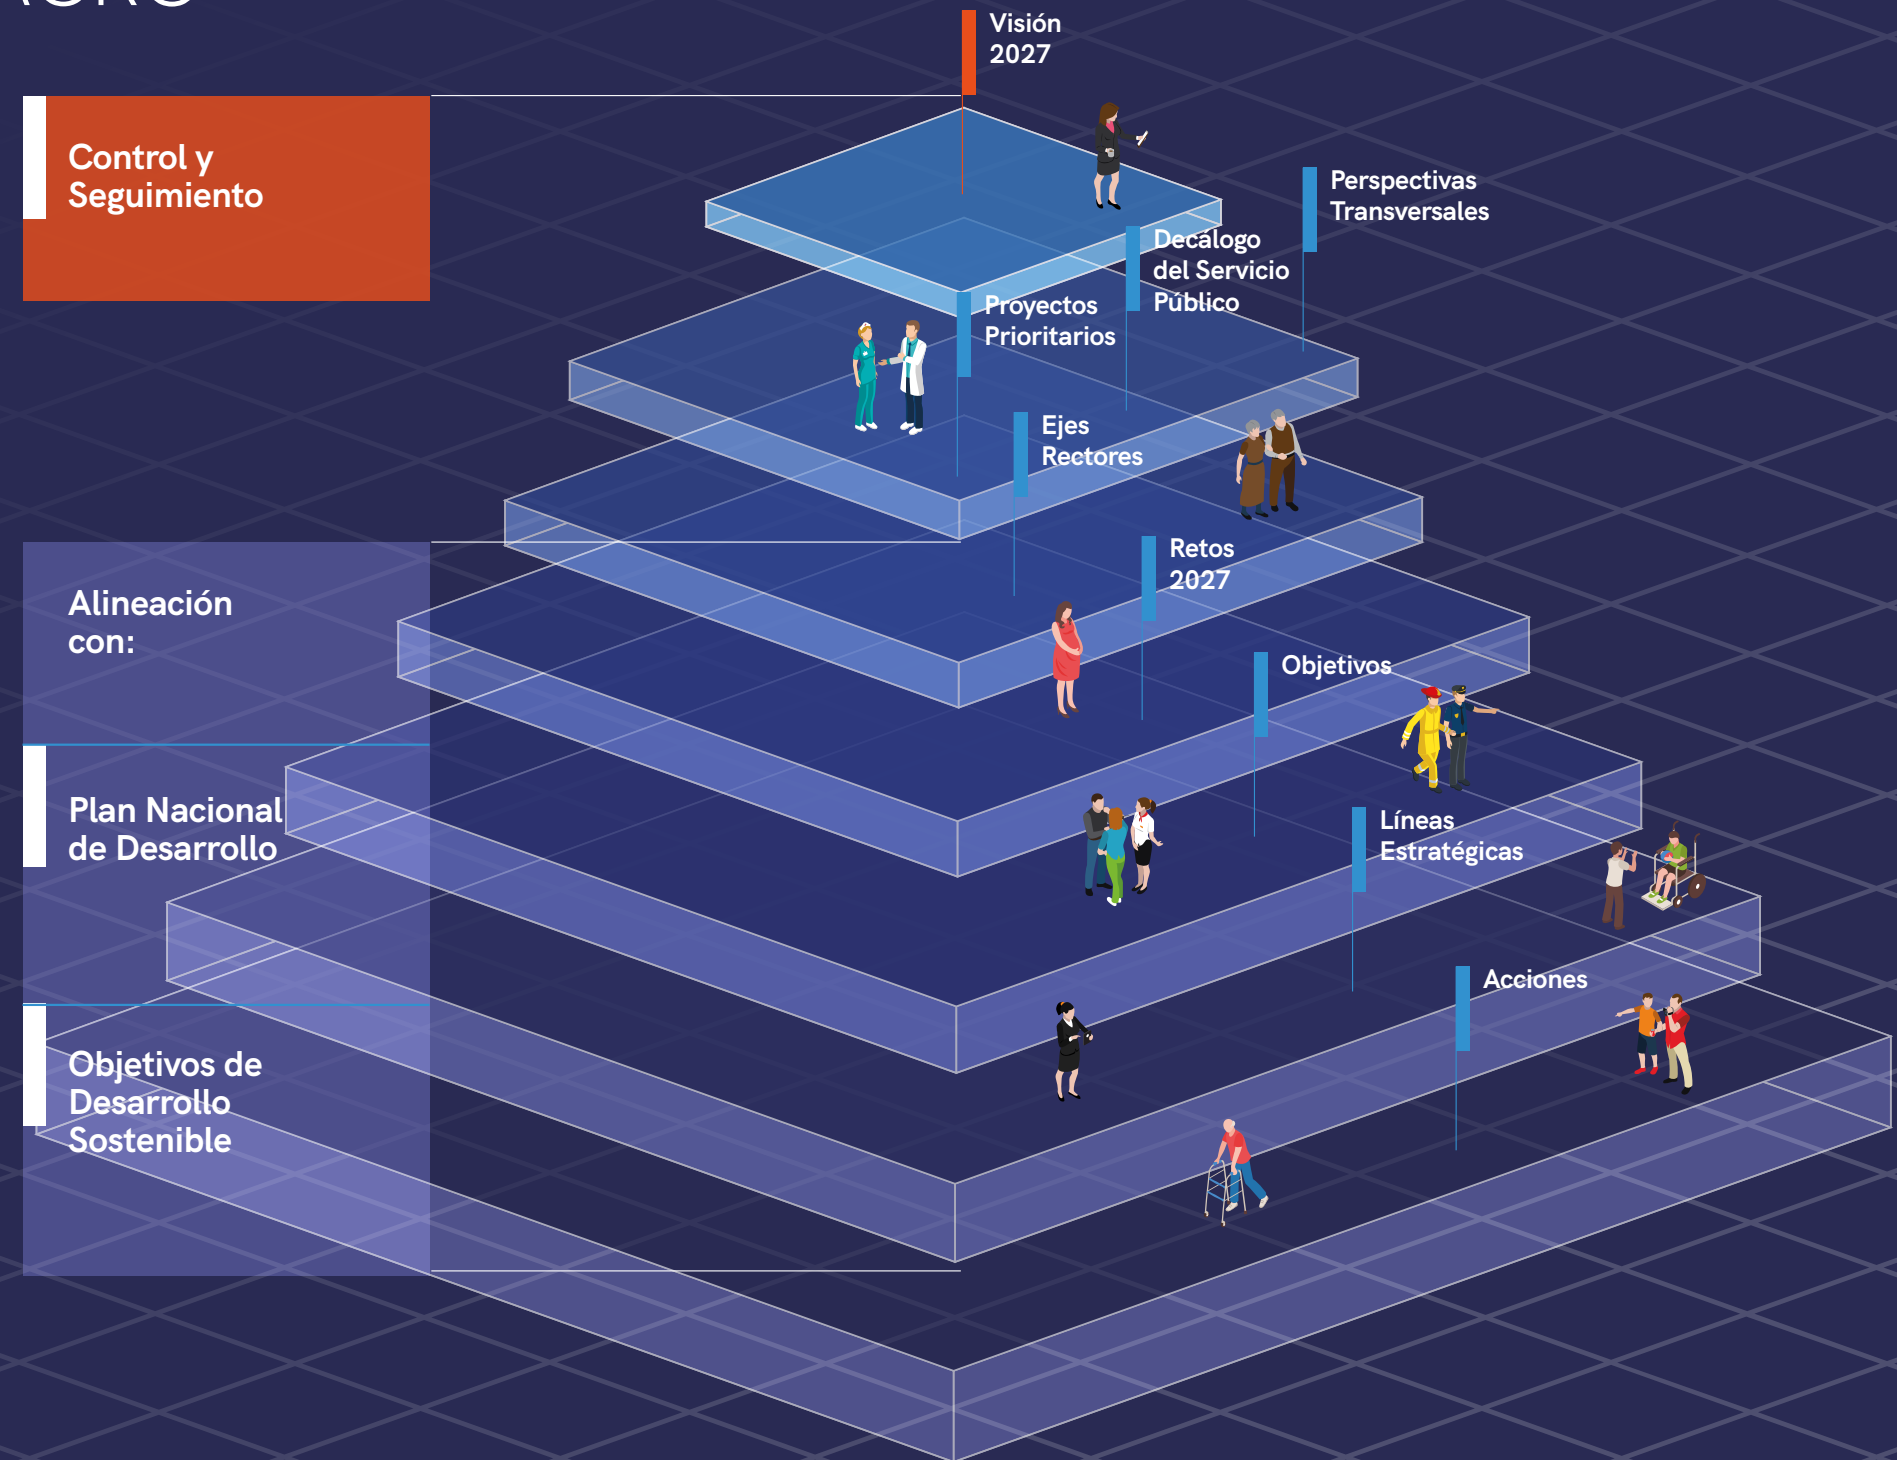 Visión
2027
Control y
Seguimiento
Perspectivas
Transversales
Decálogo
del Servicio
Público
Proyectos
Prioritarios
Ejes
Rectores
Retos
2027
Alineación
con:
Objetivos
Plan Nacional
de Desarrollo
Líneas
Estratégicas
Acciones
Objetivos de
Desarrollo
Sostenible